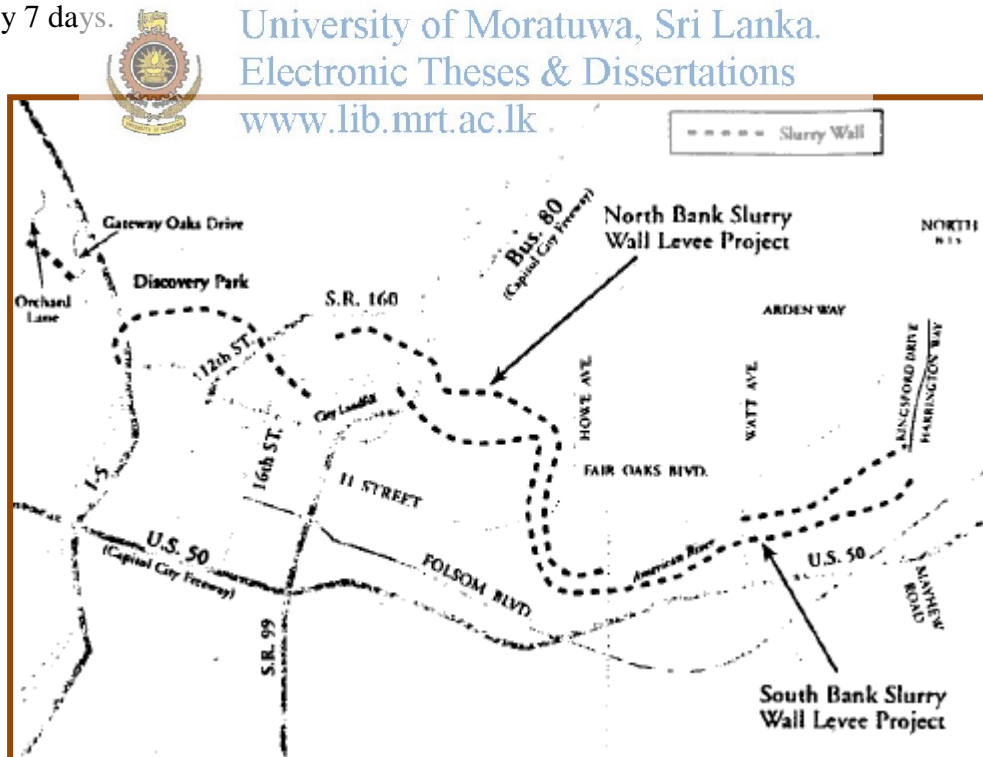 y 7 days.
University of Moratuwa, Sri Lanka.
Electronic Theses & Dissertations
www.lib.mrt.ac.lk
Slurry Wall
Bus. 80
(Capitol City Freeway)
North Bank Slurry
Wall Levee Project
NORTH
Gateway Oaks Drive
Discovery Park
Orchard
Lane
S.R. 160
ARDEN WAY
12th ST.
KINGSFORD DRIVE
HARRINGTON WAY
HOWE AVE.
WATT AVE.
City Landfill
16th ST.
FAIR OAKS BLVD.
I-5
H STREET
U.S. 50
(Capitol City Freeway)
FOLSOM BLVD
American River
U.S. 50
MAYHEW
ROAD
S.R. 99
South Bank Slurry
Wall Levee Project